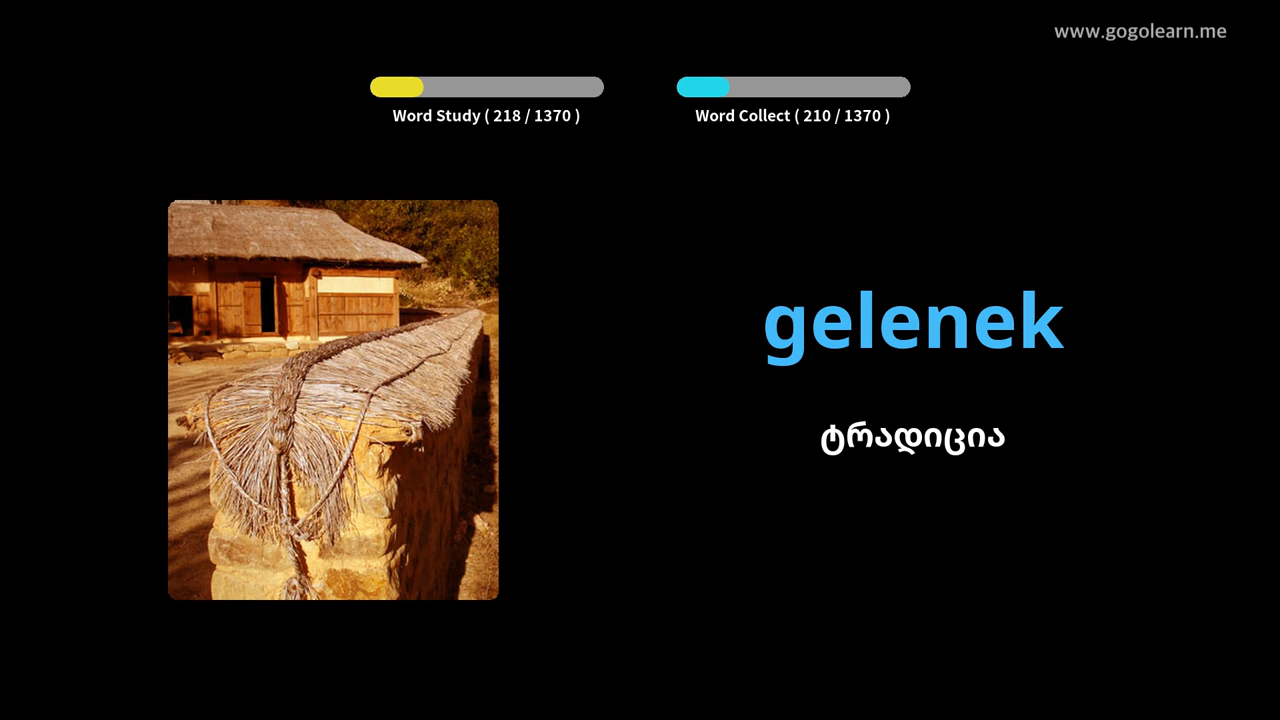 www.gogolearn.me
Word Study ( 218 / 1370 )
Word Collect ( 210 / 1370 )
gelenek
ტრადიცია